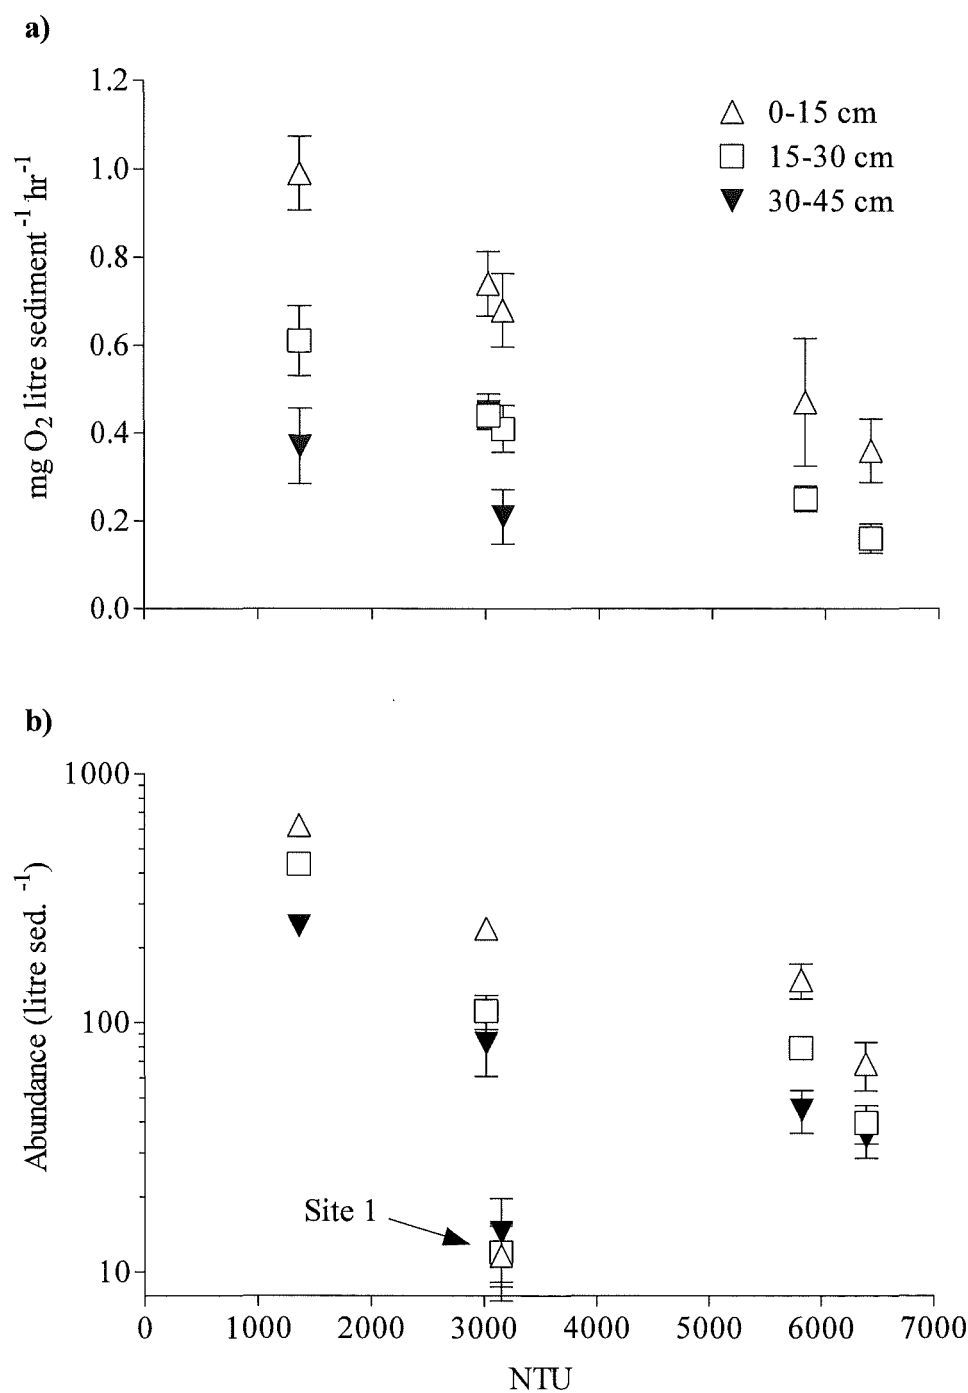 a)
1.2
1.0
0.8
0.6
0.4
0.2
0.0
mg O2 litre sediment -1 hr-1
0-15 cm
15-30 cm
30-45 cm
b)
1000
100
10
Abundance (litre sed. -1)
Site 1
0 1000 2000 3000 4000 5000 6000 7000
NTU